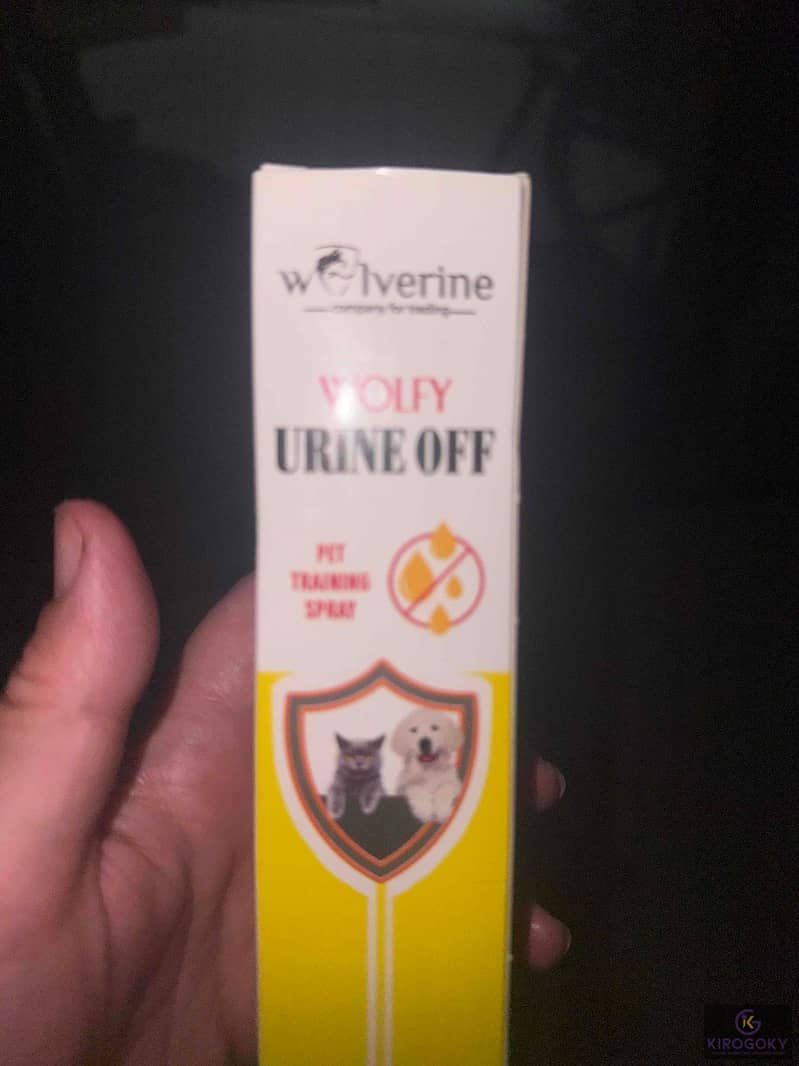 wolverine
company for trading
WOLFY
URINE OFF
PET
TRAINING
SPRAY
KIROGOKY